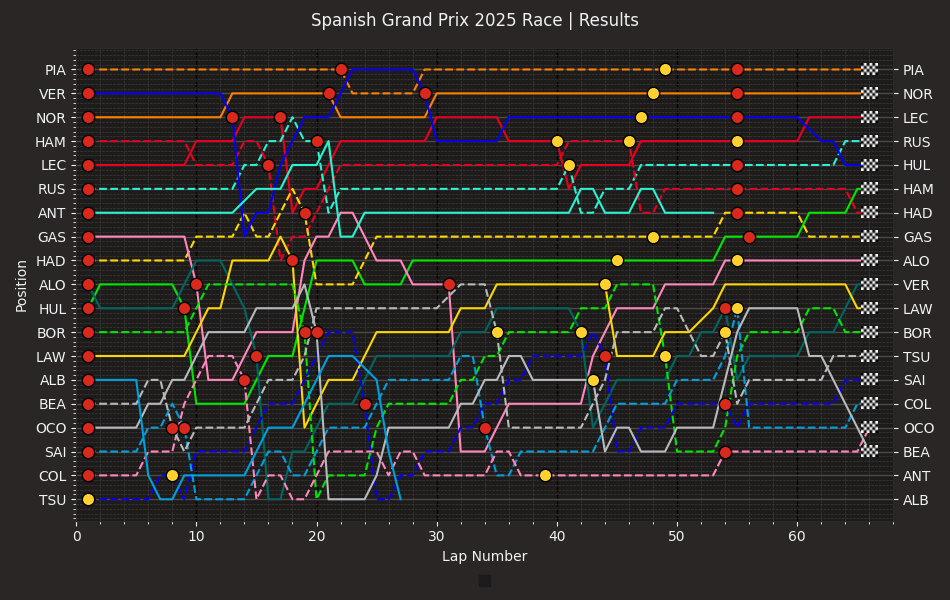 Spanish Grand Prix 2025 Race | Results
PIA PIA
VER NOR
NOR LEC
HAM RUS
LEC HUL
RUS HAM
ANT HAD
GAS GAS
HAD ALO
ALO VER
HUL LAW
BOR BOR
LAW TSU
ALB SAI
BEA COL
OCO OCO
SAI BEA
COL ANT
TSU ALB
Position
0 10 20 30 40 50 60
Lap Number